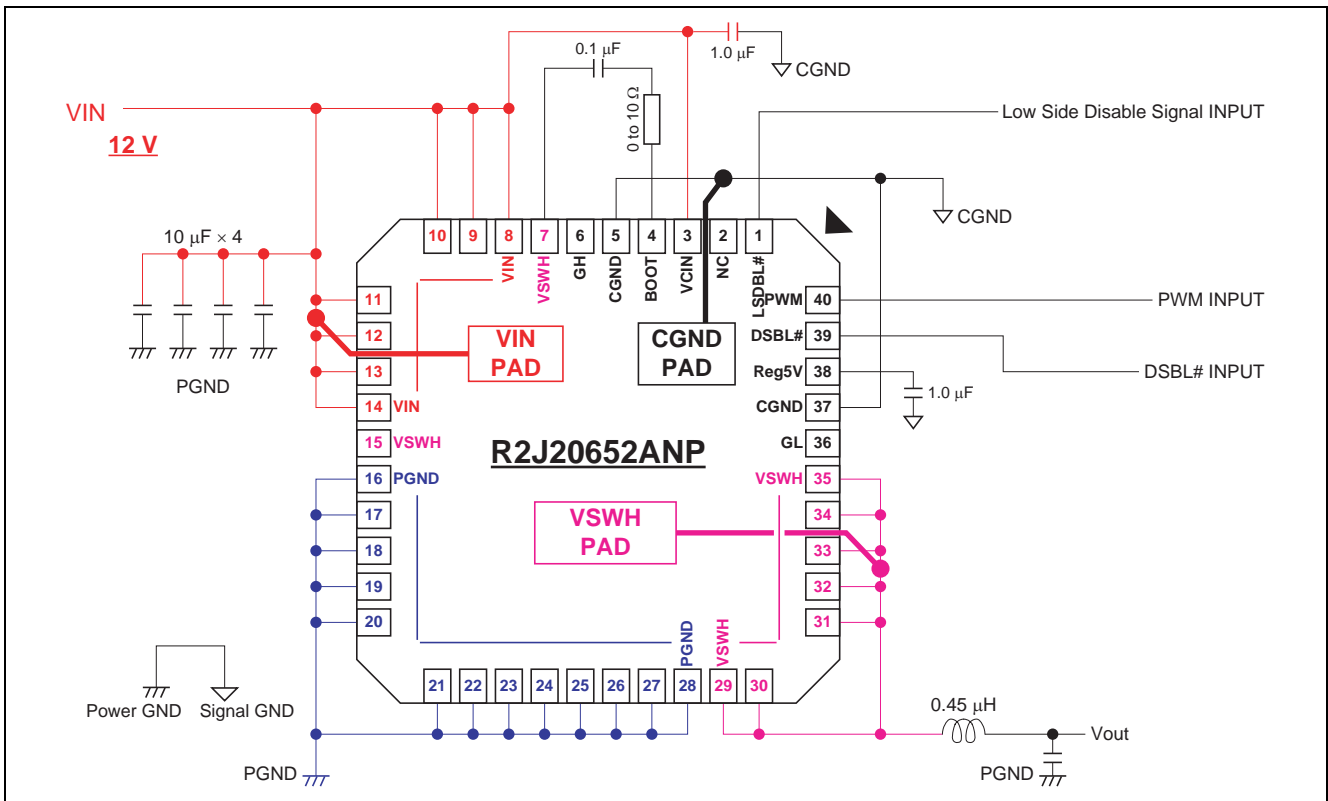 0.1 μF
1.0 μF
CGND
VIN
12 V
0 to 10 Ω
Low Side Disable Signal INPUT
CGND
10 μF × 4
PGND
10
9
8
7
6
5
4
3
2
1
VIN
VSWH
GH
CGND
BOOT
VCIN
NC
LSDBL#
11
12
13
14 VIN
15 VSWH
16 PGND
17
18
19
20
VIN
PAD
CGND
PAD
R2J20652ANP
VSWH
PAD
PWM 40
PWM INPUT
DSBL# 39
Reg5V 38
DSBL# INPUT
1.0 μF
CGND 37
GL 36
VSWH 35
34
33
32
31
PGND
VSWH
21
22
23
24
25
26
27
28
29
30
Power GND
Signal GND
PGND
0.45 μH
Vout
PGND